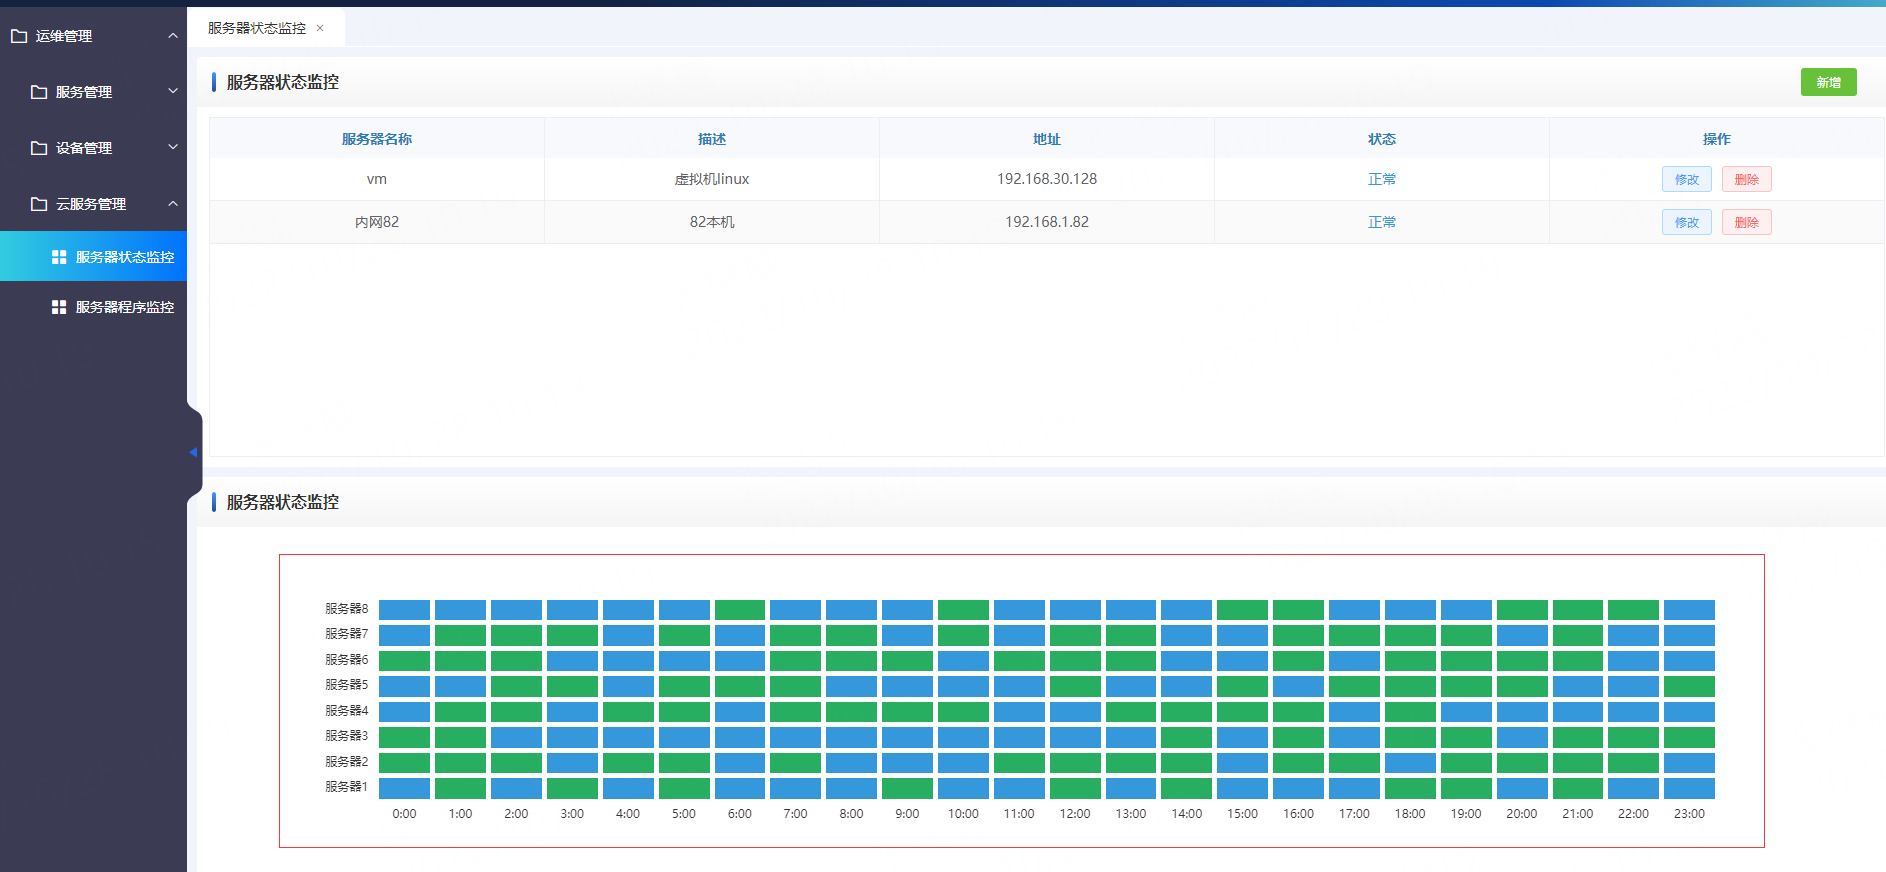 运维管理
服务管理
设备管理
云服务管理
服务器状态监控
服务器程序监控
服务器状态监控 ×
服务器状态监控
新增
服务器名称 描述 地址 状态 操作
vm 虚拟机linux 192.168.30.128 正常 修改 删除
内网82 82本机 192.168.1.82 正常 修改 删除
服务器状态监控
服务器8
服务器7
服务器6
服务器5
服务器4
服务器3
服务器2
服务器1
0:00 1:00 2:00 3:00 4:00 5:00 6:00 7:00 8:00 9:00 10:00 11:00 12:00 13:00 14:00 15:00 16:00 17:00 18:00 19:00 20:00 21:00 22:00 23:00